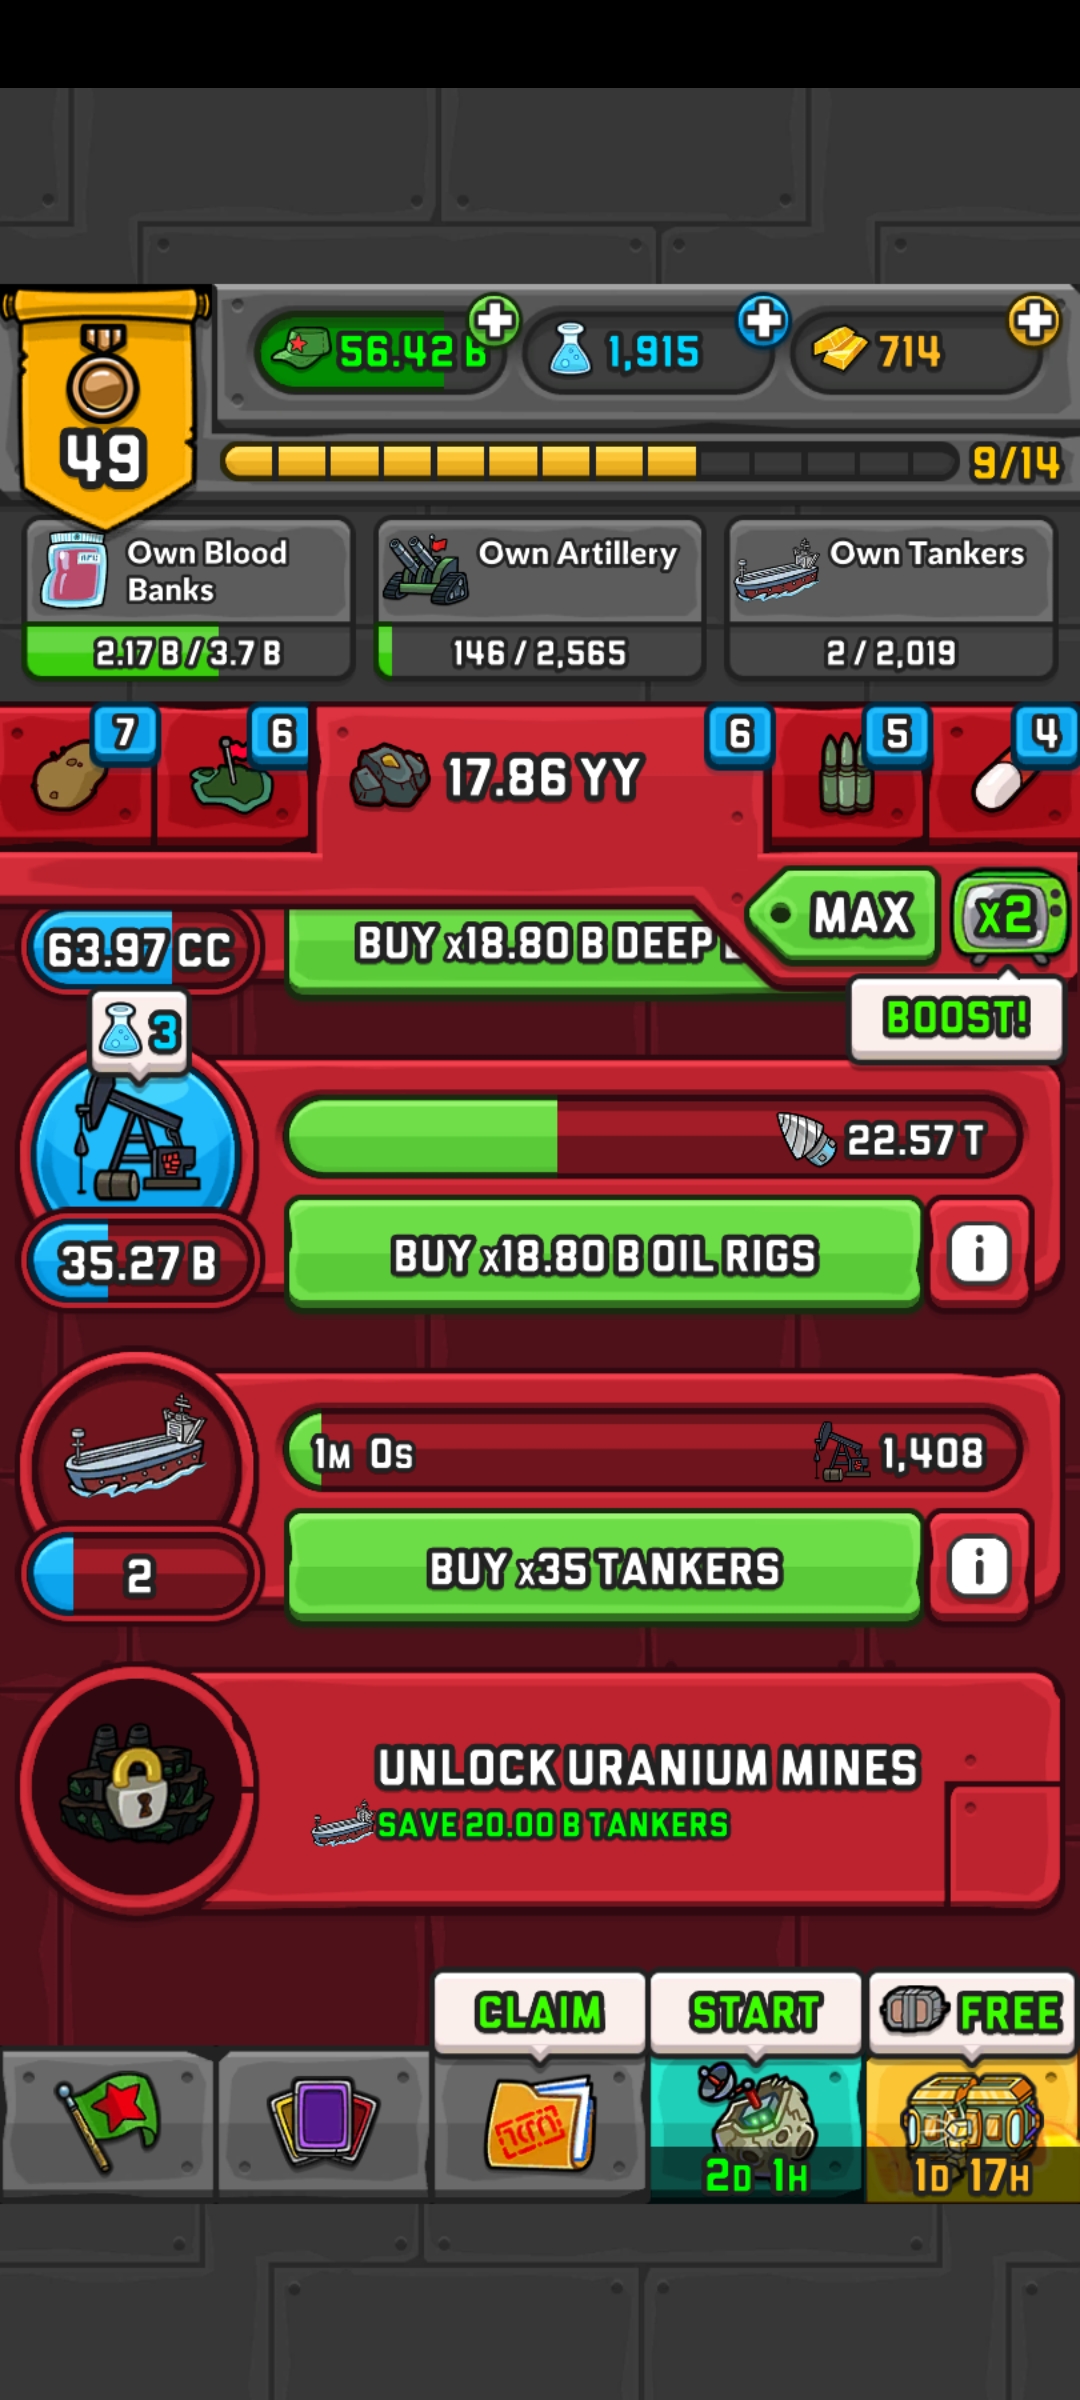 49
56.42 B
1,915
714
9/14
Own Blood
Banks
2.17 B / 3.7 B
Own Artillery
146 / 2,565
Own Tankers
2 / 2,019
7
6
17.86 YY
6
5
4
MAX
x2
BOOST!
63.97 CC
BUY x18.80 B DEEP
3
22.57 T
35.27 B
BUY x18.80 B OIL RIGS
i
1M 0S
1,408
2
BUY x35 TANKERS
i
UNLOCK URANIUM MINES
SAVE 20.00 B TANKERS
CLAIM
START
FREE
2D 1H
1D 17H